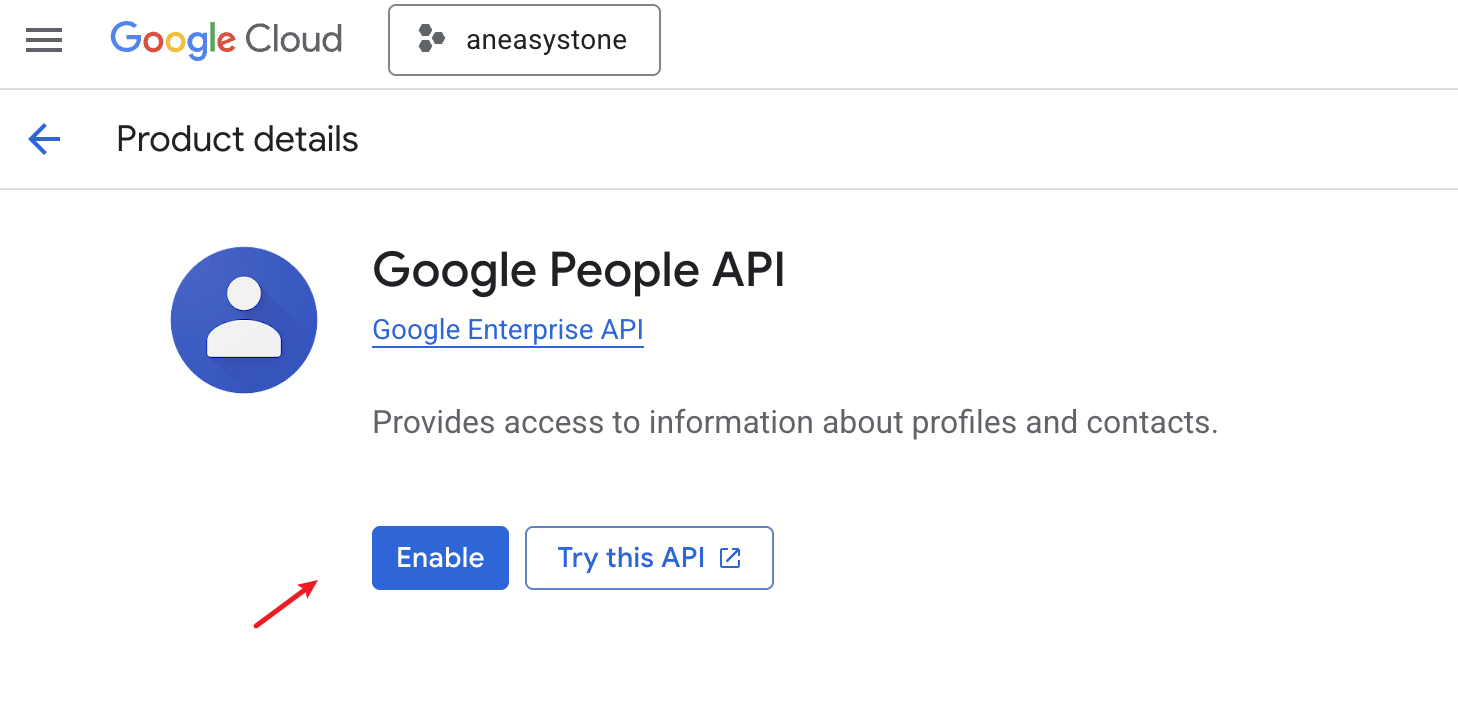 Google Cloud aneasystone
Product details
Google People API
Google Enterprise API
Provides access to information about profiles and contacts.
Enable Try this API